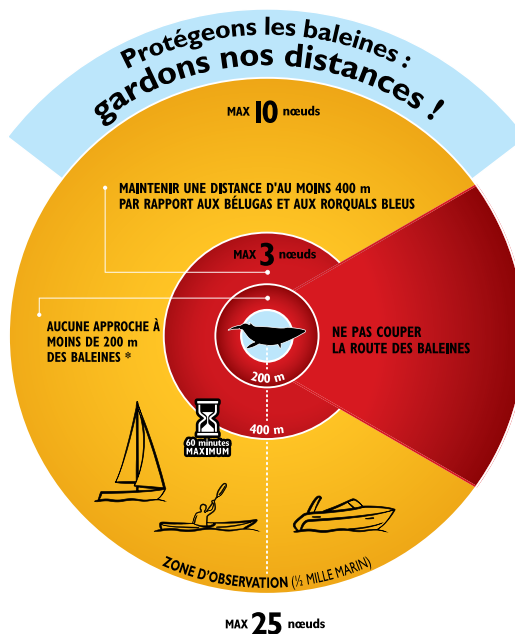 Protégeons les baleines :
gardons nos distances !
MAX 10 nœuds
MAINTENIR UNE DISTANCE D'AU MOINS 400 m
PAR RAPPORT AUX BÉLUGAS ET AUX RORQUALS BLEUS
MAX 3 nœuds
AUCUNE APPROCHE À
MOINS DE 200 m
DES BALEINES *
NE PAS COUPER
LA ROUTE DES BALEINES
200 m
400 m
60 minutes
MAXIMUM
ZONE D'OBSERVATION (½ MILLE MARIN)
MAX 25 nœuds